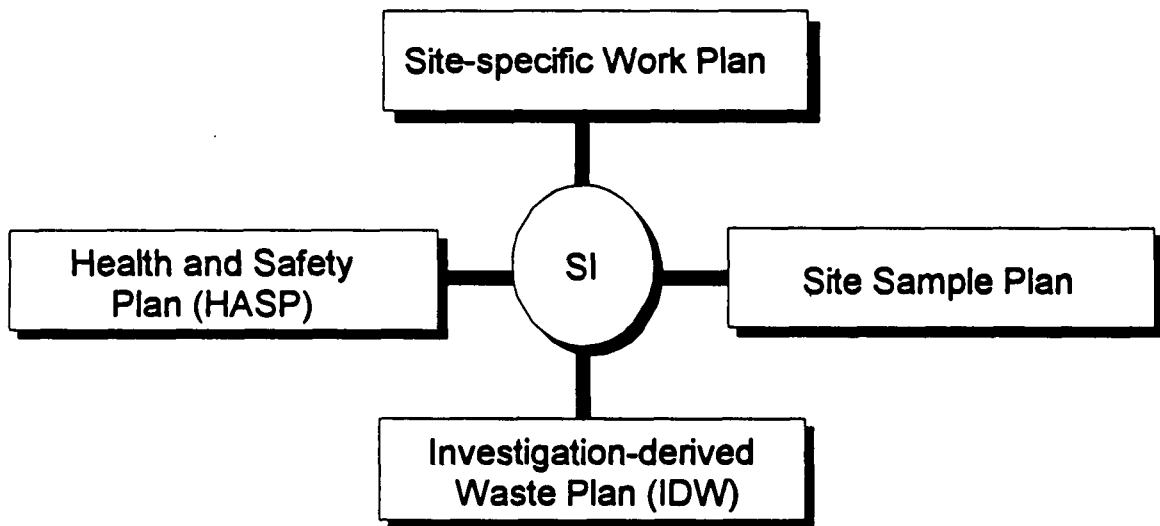 Site-specific Work Plan
Health and Safety
Plan (HASP)
SI
Site Sample Plan
Investigation-derived
Waste Plan (IDW)